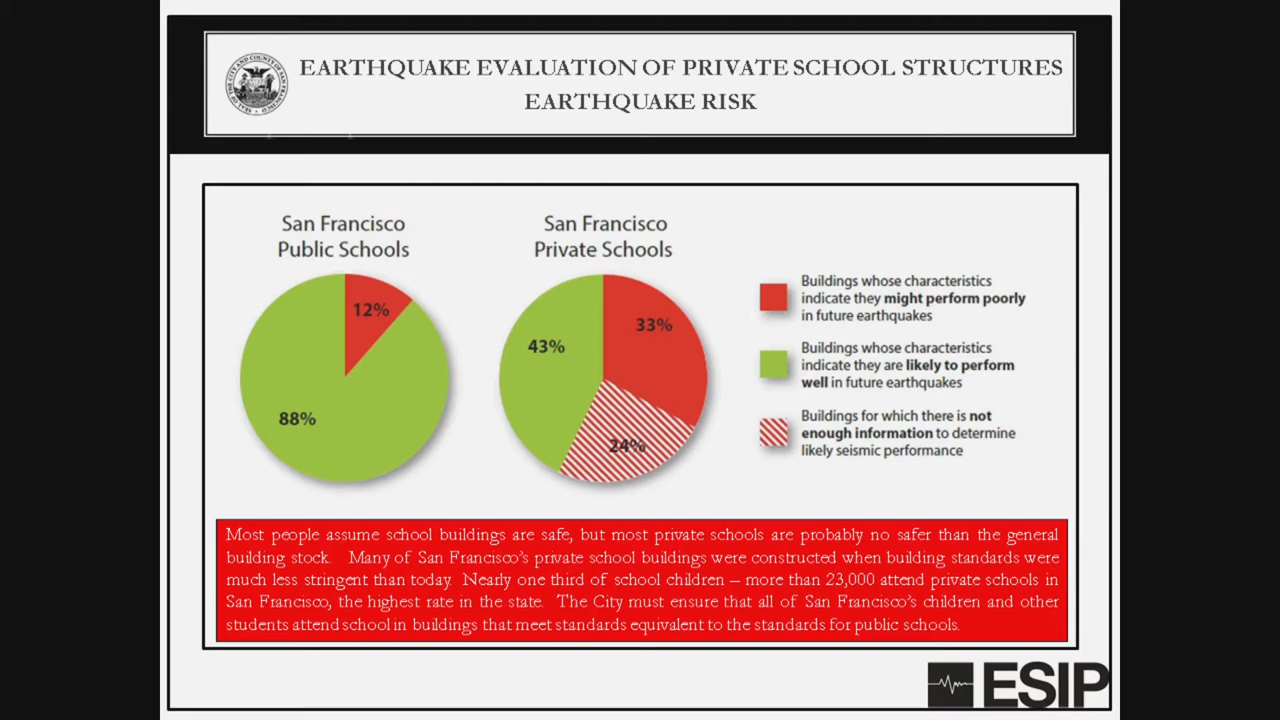 EARTHQUAKE EVALUATION OF PRIVATE SCHOOL STRUCTURES
EARTHQUAKE RISK
San Francisco
Public Schools
12%
88%
San Francisco
Private Schools
33%
43%
24%
Buildings whose characteristics
indicate they might perform poorly
in future earthquakes
Buildings whose characteristics
indicate they are likely to perform
well in future earthquakes
Buildings for which there is not
enough information to determine
likely seismic performance
Most people assume school buildings are safe, but most private schools are probably no safer than the general
building stock. Many of San Francisco's private school buildings were constructed when building standards were
much less stringent than today. Nearly one third of school children – more than 23,000 attend private schools in
San Francisco, the highest rate in the state. The City must ensure that all of San Francisco's children and other
students attend school in buildings that meet standards equivalent to the standards for public schools.
ESIP